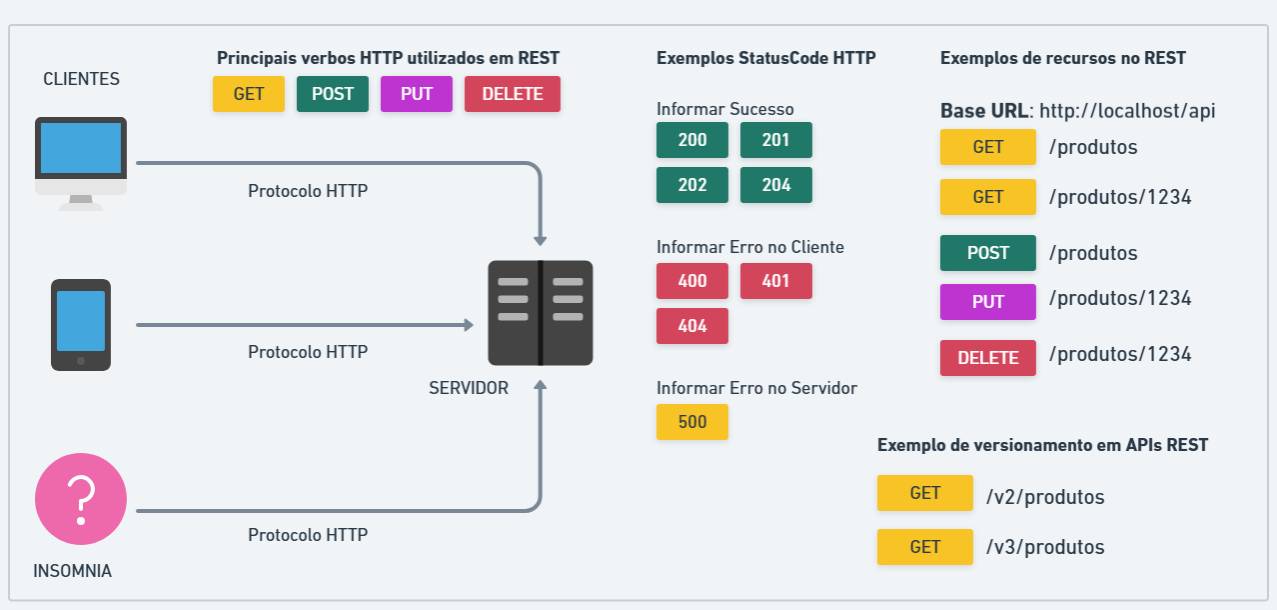 CLIENTES
Principais verbos HTTP utilizados em REST
GET POST PUT DELETE
Protocolo HTTP
Protocolo HTTP
SERVIDOR
?
Protocolo HTTP
INSOMNIA
Exemplos StatusCode HTTP
Informar Sucesso
200 201
202 204
Informar Erro no Cliente
400 401
404
Informar Erro no Servidor
500
Exemplos de recursos no REST
Base URL: http://localhost/api
GET /produtos
GET /produtos/1234
POST /produtos
PUT /produtos/1234
DELETE /produtos/1234
Exemplo de versionamento em APIs REST
GET /v2/produtos
GET /v3/produtos